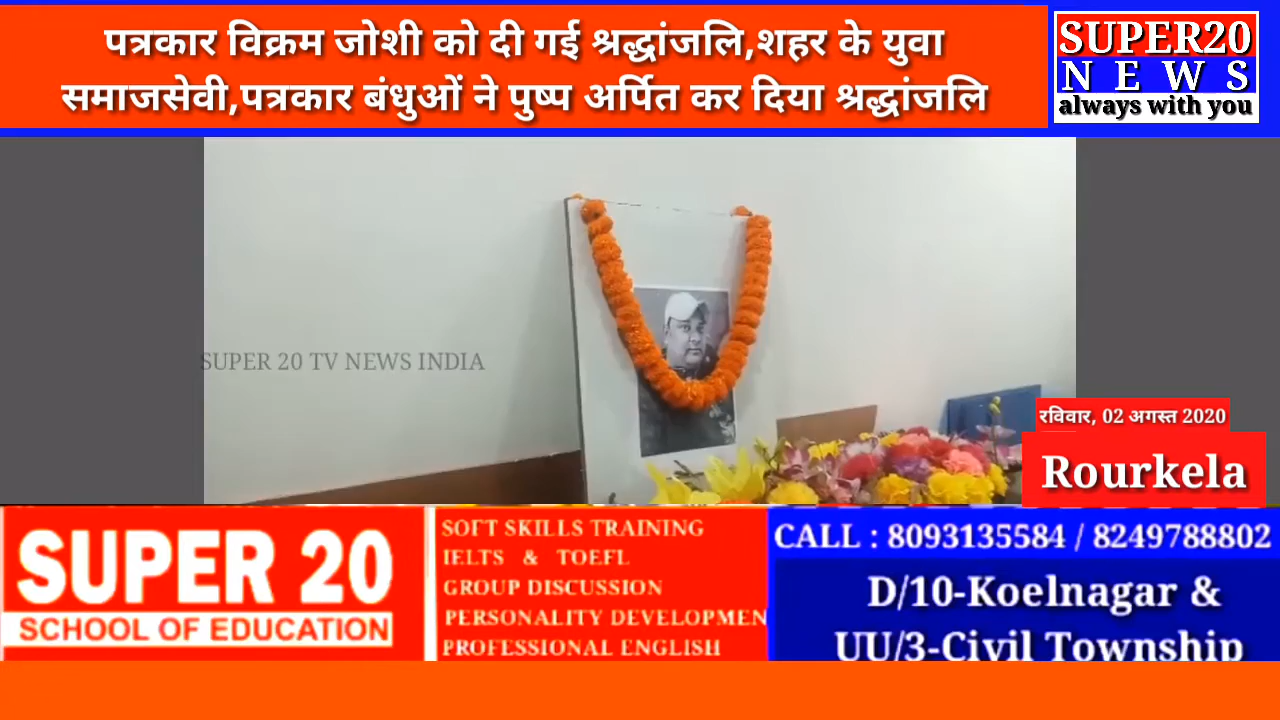 पत्रकार विक्रम जोशी को दी गई श्रद्धांजलि,शहर के युवा
समाजसेवी,पत्रकार बंधुओं ने पुष्प अर्पित कर दिया श्रद्धांजलि
SUPER20
NEWS
always with you
SUPER 20 TV NEWS INDIA
रविवार, 02 अगस्त 2020
Rourkela
SUPER 20
SCHOOL OF EDUCATION
SOFT SKILLS TRAINING
IELTS & TOEFL
GROUP DISCUSSION
PERSONALITY DEVELOPMEN
PROFESSIONAL ENGLISH
CALL : 8093135584 / 8249788802
D/10-Koelnagar &
UU/3-Civil Township